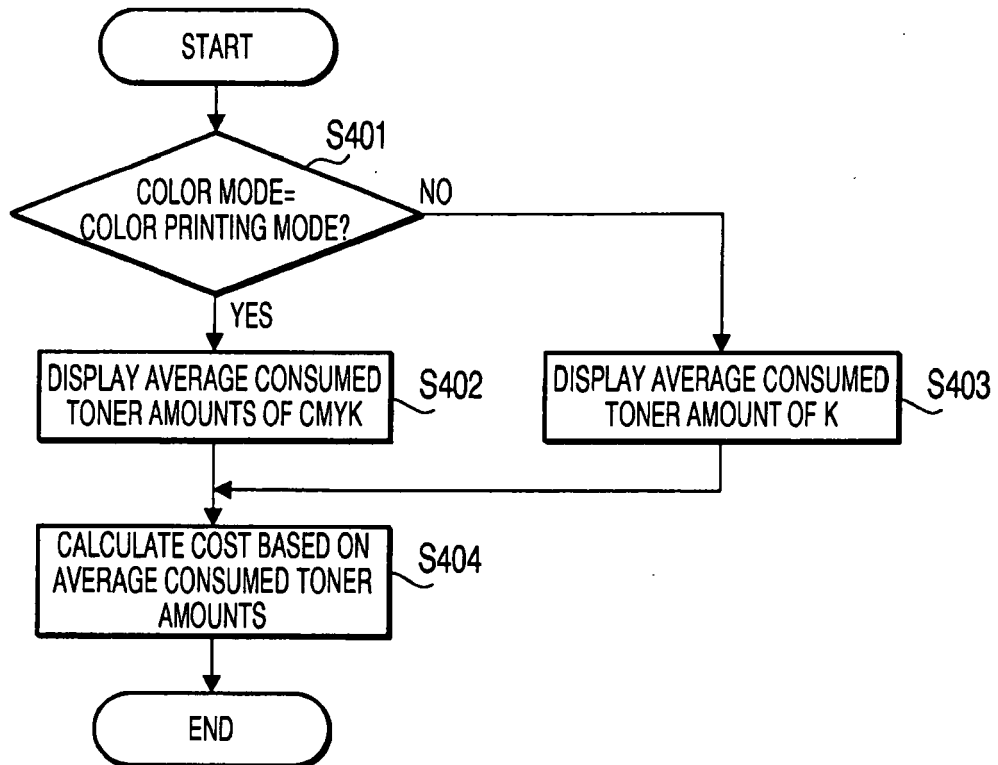 START
S401
COLOR MODE=
COLOR PRINTING MODE?
NO
YES
DISPLAY AVERAGE CONSUMED
TONER AMOUNTS OF CMYK
S402
DISPLAY AVERAGE CONSUMED
TONER AMOUNT OF K
S403
CALCULATE COST BASED ON
AVERAGE CONSUMED TONER
AMOUNTS
S404
END